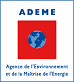 ADEME
Agence de l'Environnement
et de la Maîtrise de l'Energie